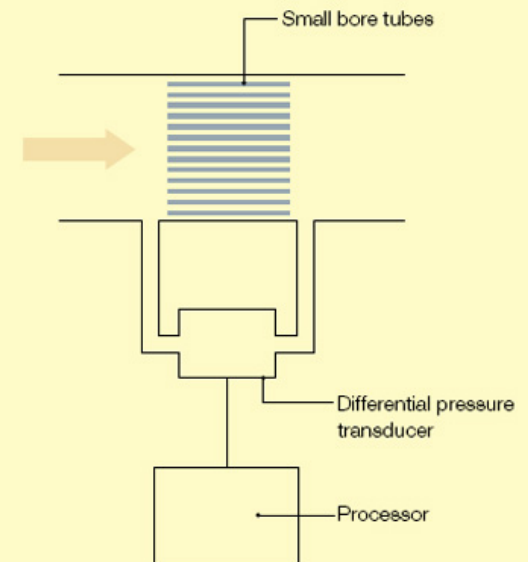 Small bore tubes
Differential pressure
transducer
Processor